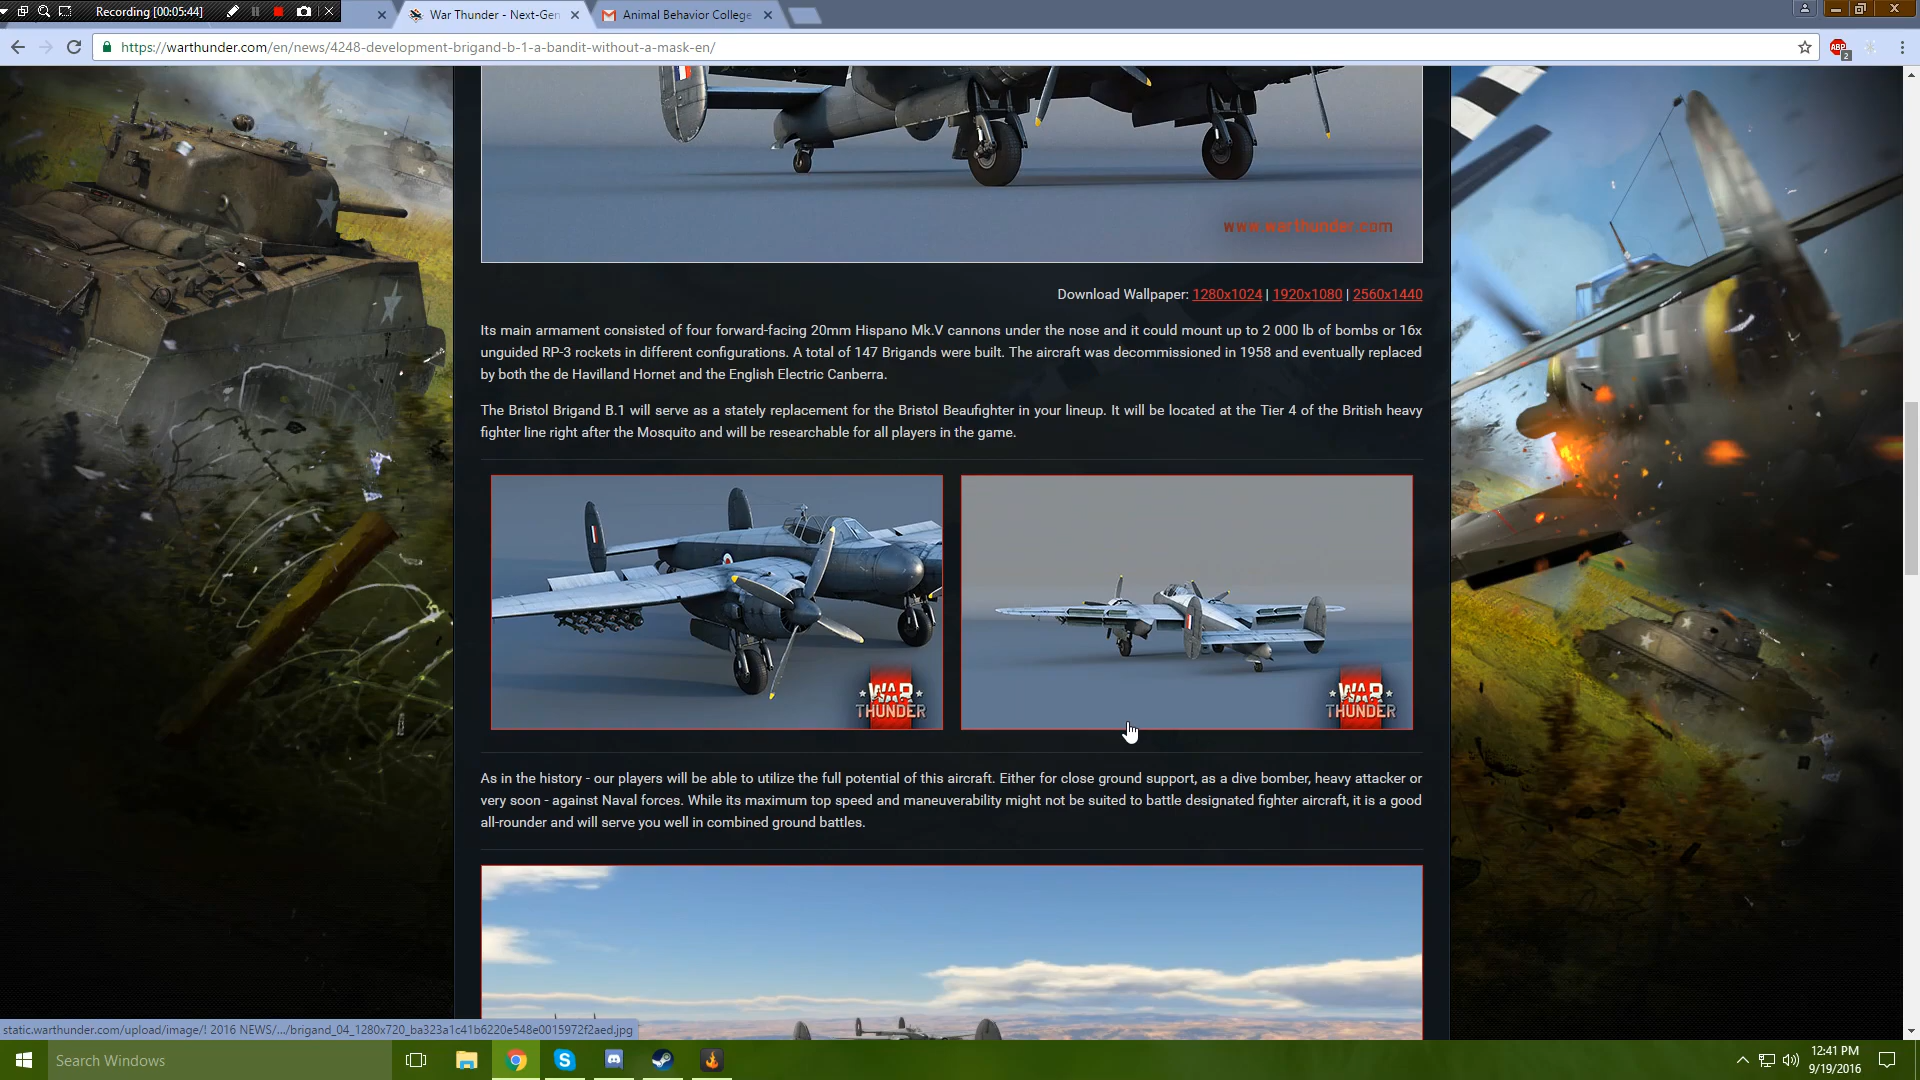 Recording [00:05:44]
War Thunder - Next-Gen
Animal Behavior College
https://warthunder.com/en/news/4248-development-brigand-b-1-a-bandit-without-a-mask-en/
ABP
2
www.warthunder.com
Download Wallpaper: 1280x1024 | 1920x1080 | 2560x1440
Its main armament consisted of four forward-facing 20mm Hispano Mk.V cannons under the nose and it could mount up to 2 000 lb of bombs or 16x
unguided RP-3 rockets in different configurations. A total of 147 Brigands were built. The aircraft was decommissioned in 1958 and eventually replaced
by both the de Havilland Hornet and the English Electric Canberra.
The Bristol Brigand B.1 will serve as a stately replacement for the Bristol Beaufighter in your lineup. It will be located at the Tier 4 of the British heavy
fighter line right after the Mosquito and will be researchable for all players in the game.
WAR
THUNDER
WAR
THUNDER
As in the history - our players will be able to utilize the full potential of this aircraft. Either for close ground support, as a dive bomber, heavy attacker or
very soon - against Naval forces. While its maximum top speed and maneuverability might not be suited to battle designated fighter aircraft, it is a good
all-rounder and will serve you well in combined ground battles.
static.warthunder.com/upload/image/! 2016 NEWS/.../brigand_04_1280x720_ba323a1c41b6220e548e0015972f2aed.jpg
Search Windows
12:41 PM
9/19/2016